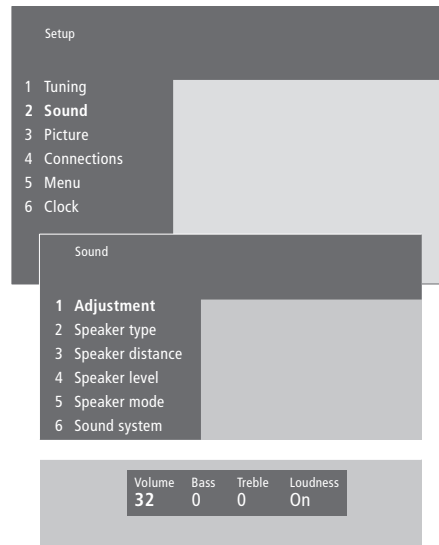 Setup
1 Tuning
2 Sound
3 Picture
4 Connections
5 Menu
6 Clock
Sound
1 Adjustment
2 Speaker type
3 Speaker distance
4 Speaker level
5 Speaker mode
6 Sound system
Volume Bass Treble Loudness
32 0 0 On